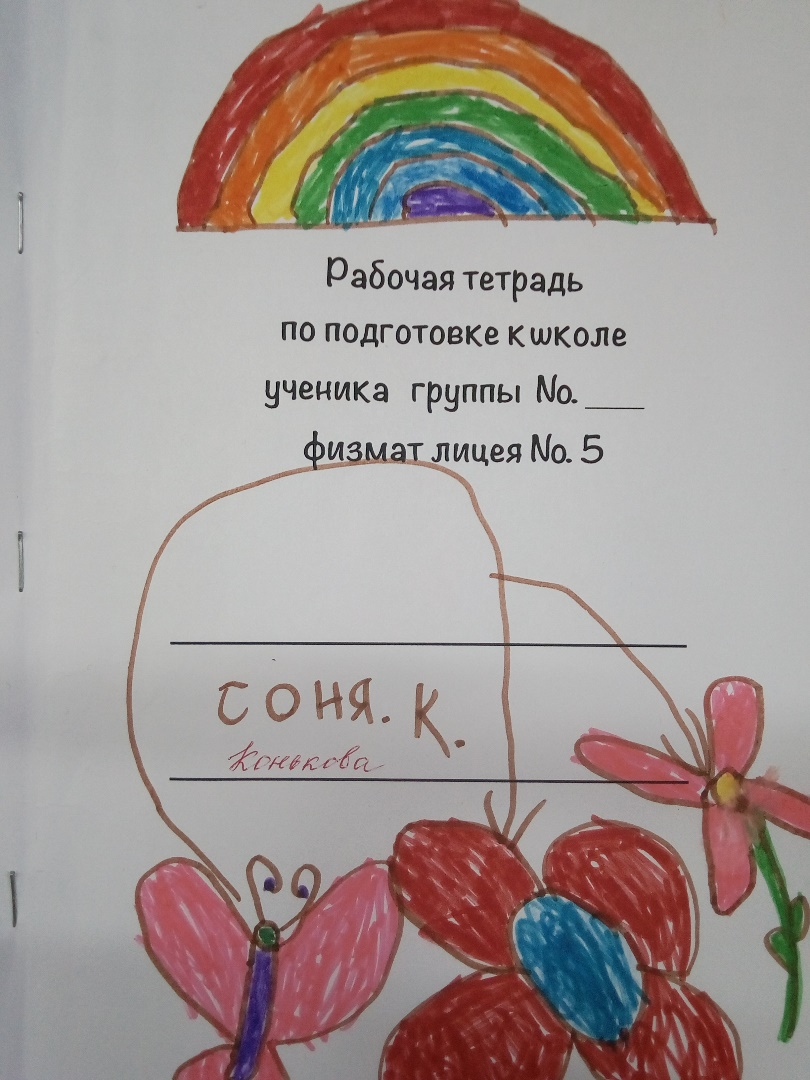 Рабочая тетрадь
по подготовке к школе
ученика группы No. ___
физмат лицея No. 5
СОНЯ. К.
Конькова